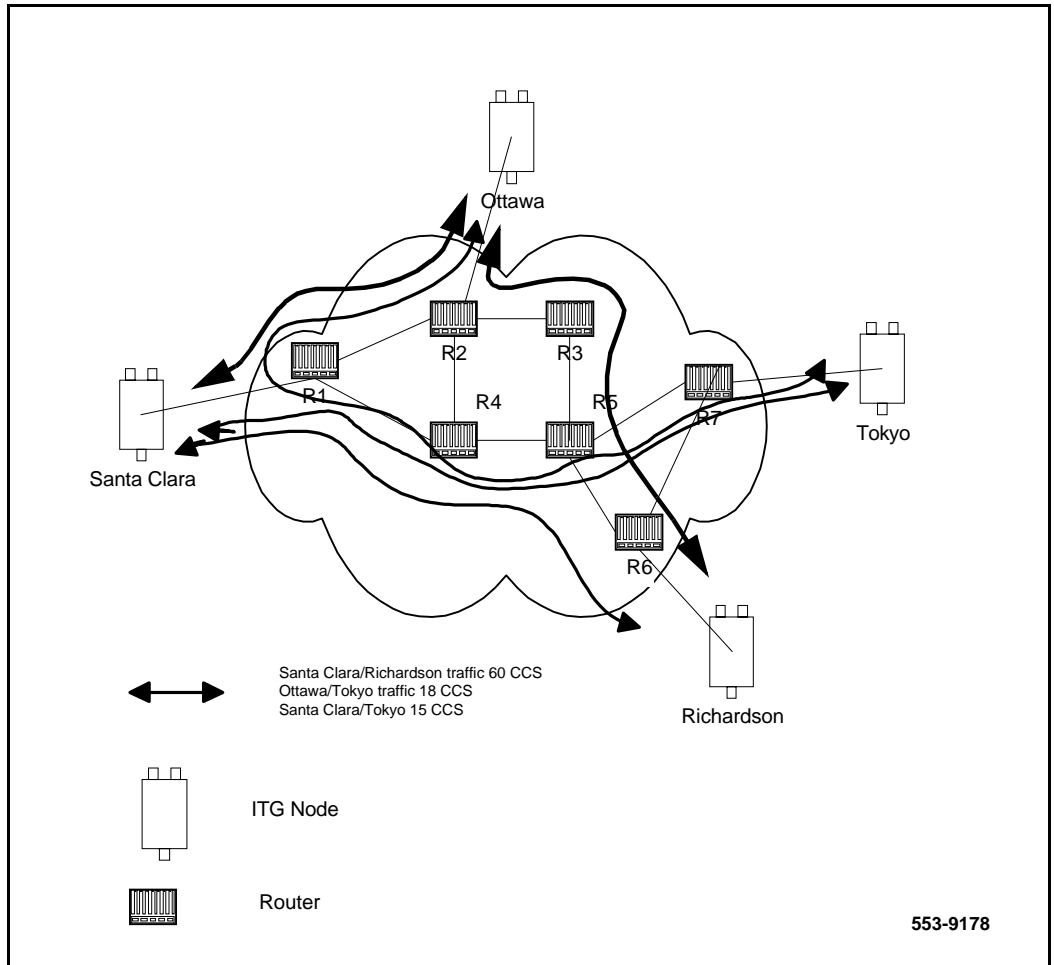 Ottawa
R2
R3
R1
R4
R5
R7
Tokyo
Santa Clara
R6
Santa Clara/Richardson traffic 60 CCS
Ottawa/Tokyo traffic 18 CCS
Santa Clara/Tokyo 15 CCS
Richardson
ITG Node
Router
553-9178